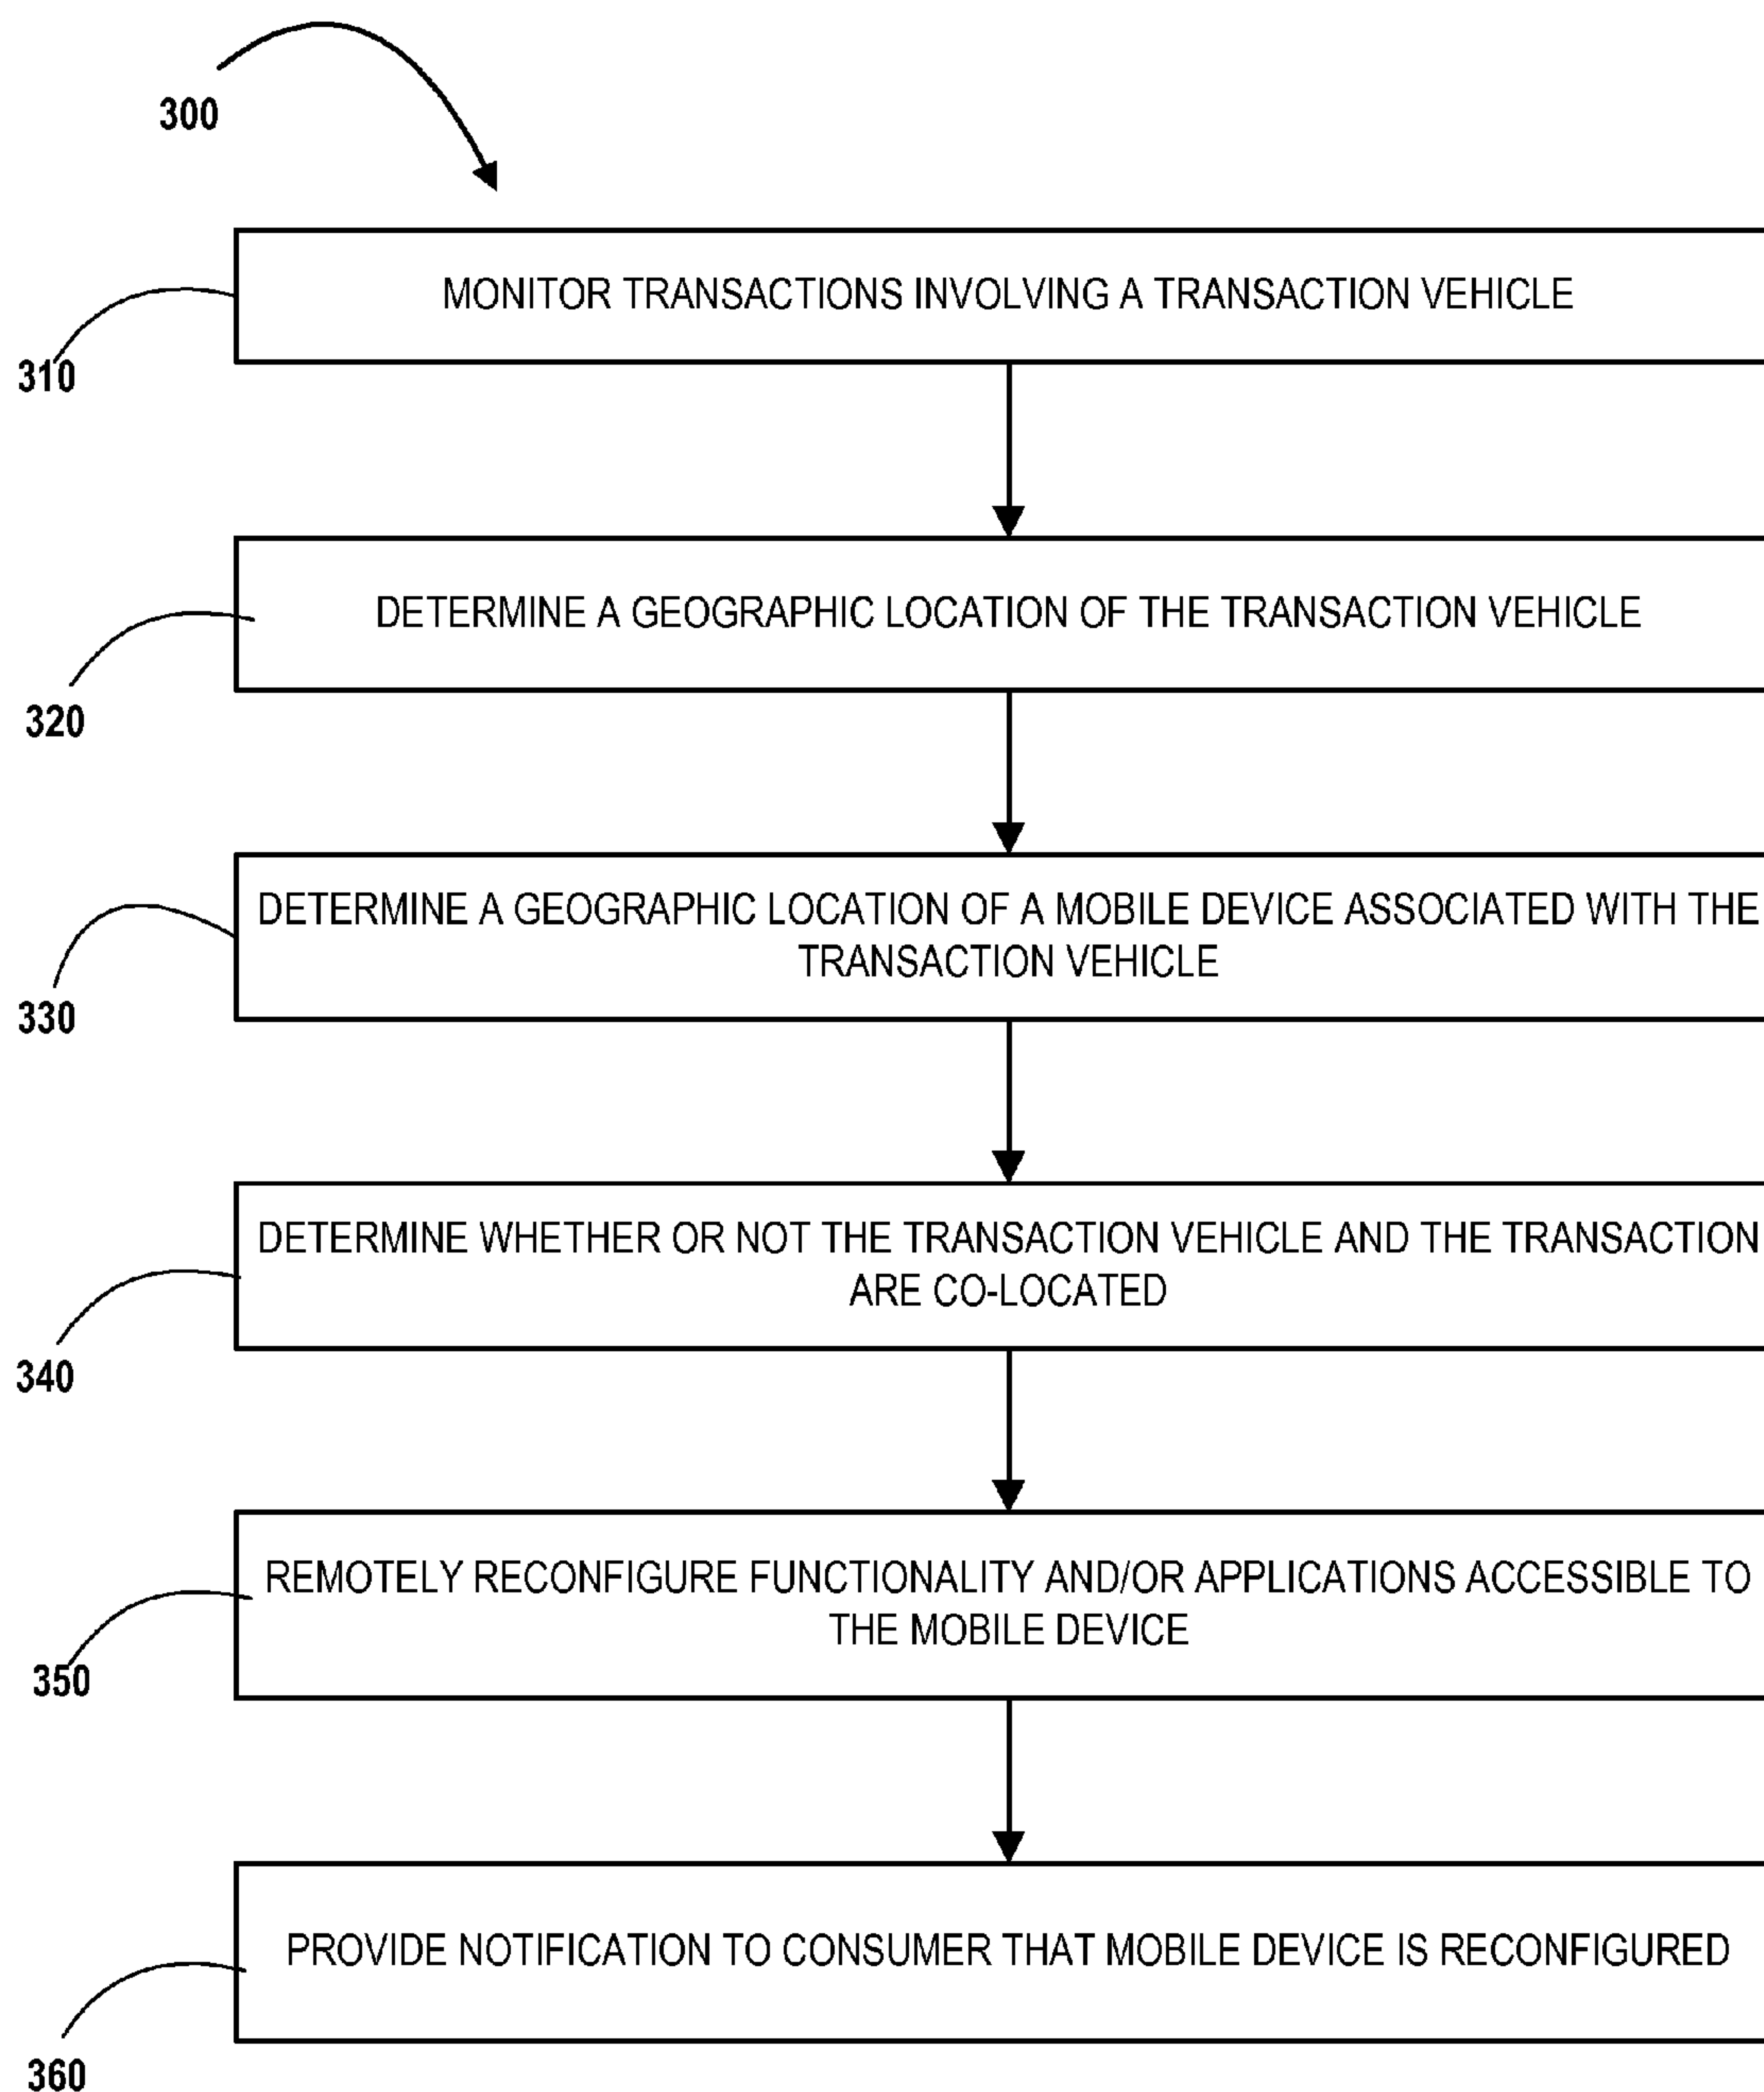 300
MONITOR TRANSACTIONS INVOLVING A TRANSACTION VEHICLE
310
DETERMINE A GEOGRAPHIC LOCATION OF THE TRANSACTION VEHICLE
320
DETERMINE A GEOGRAPHIC LOCATION OF A MOBILE DEVICE ASSOCIATED WITH THE
TRANSACTION VEHICLE
330
DETERMINE WHETHER OR NOT THE TRANSACTION VEHICLE AND THE TRANSACTION
ARE CO-LOCATED
340
REMOTELY RECONFIGURE FUNCTIONALITY AND/OR APPLICATIONS ACCESSIBLE TO
THE MOBILE DEVICE
350
PROVIDE NOTIFICATION TO CONSUMER THAT MOBILE DEVICE IS RECONFIGURED
360